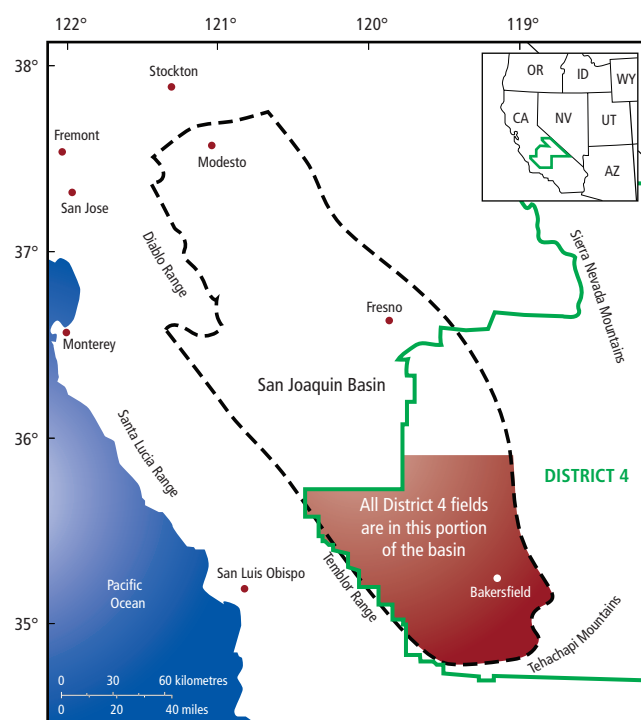 122°
121°
120°
119°
38°
37°
36°
35°
OR
ID
WY
CA
NV
UT
AZ
Stockton
Fremont
Modesto
San Jose
Diablo Range
Sierra Nevada Mountains
Fresno
Monterey
San Joaquin Basin
Santa Lucia Range
DISTRICT 4
All District 4 fields
are in this portion
of the basin
Temblor Range
Bakersfield
San Luis Obispo
Pacific
Ocean
Tehachapi Mountains
0 30 60 kilometres
0 20 40 miles